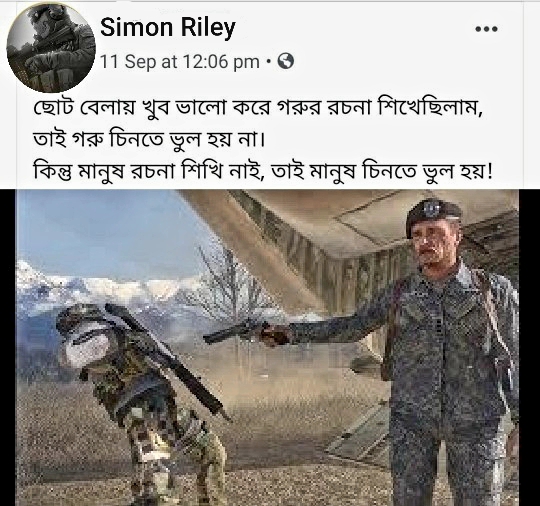 Simon Riley
11 Sep at 12:06 pm •
ছোট বেলায় খুব ভালো করে গরুর রচনা শিখেছিলাম,
তাই গরু চিনতে ভুল হয় না।
কিন্তু মানুষ রচনা শিখি নাই, তাই মানুষ চিনতে ভুল হয়!